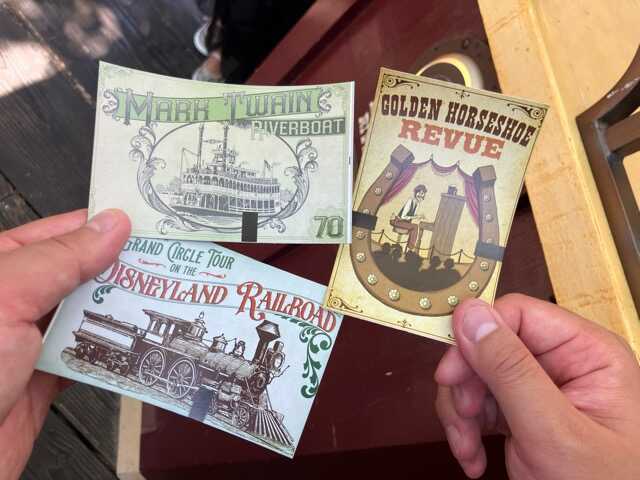 MARK TWAIN
RIVERBOAT
70
GRAND CIRCLE TOUR
ON THE
DISNEYLAND RAILROAD
GOLDEN HORSESHOE
REVUE